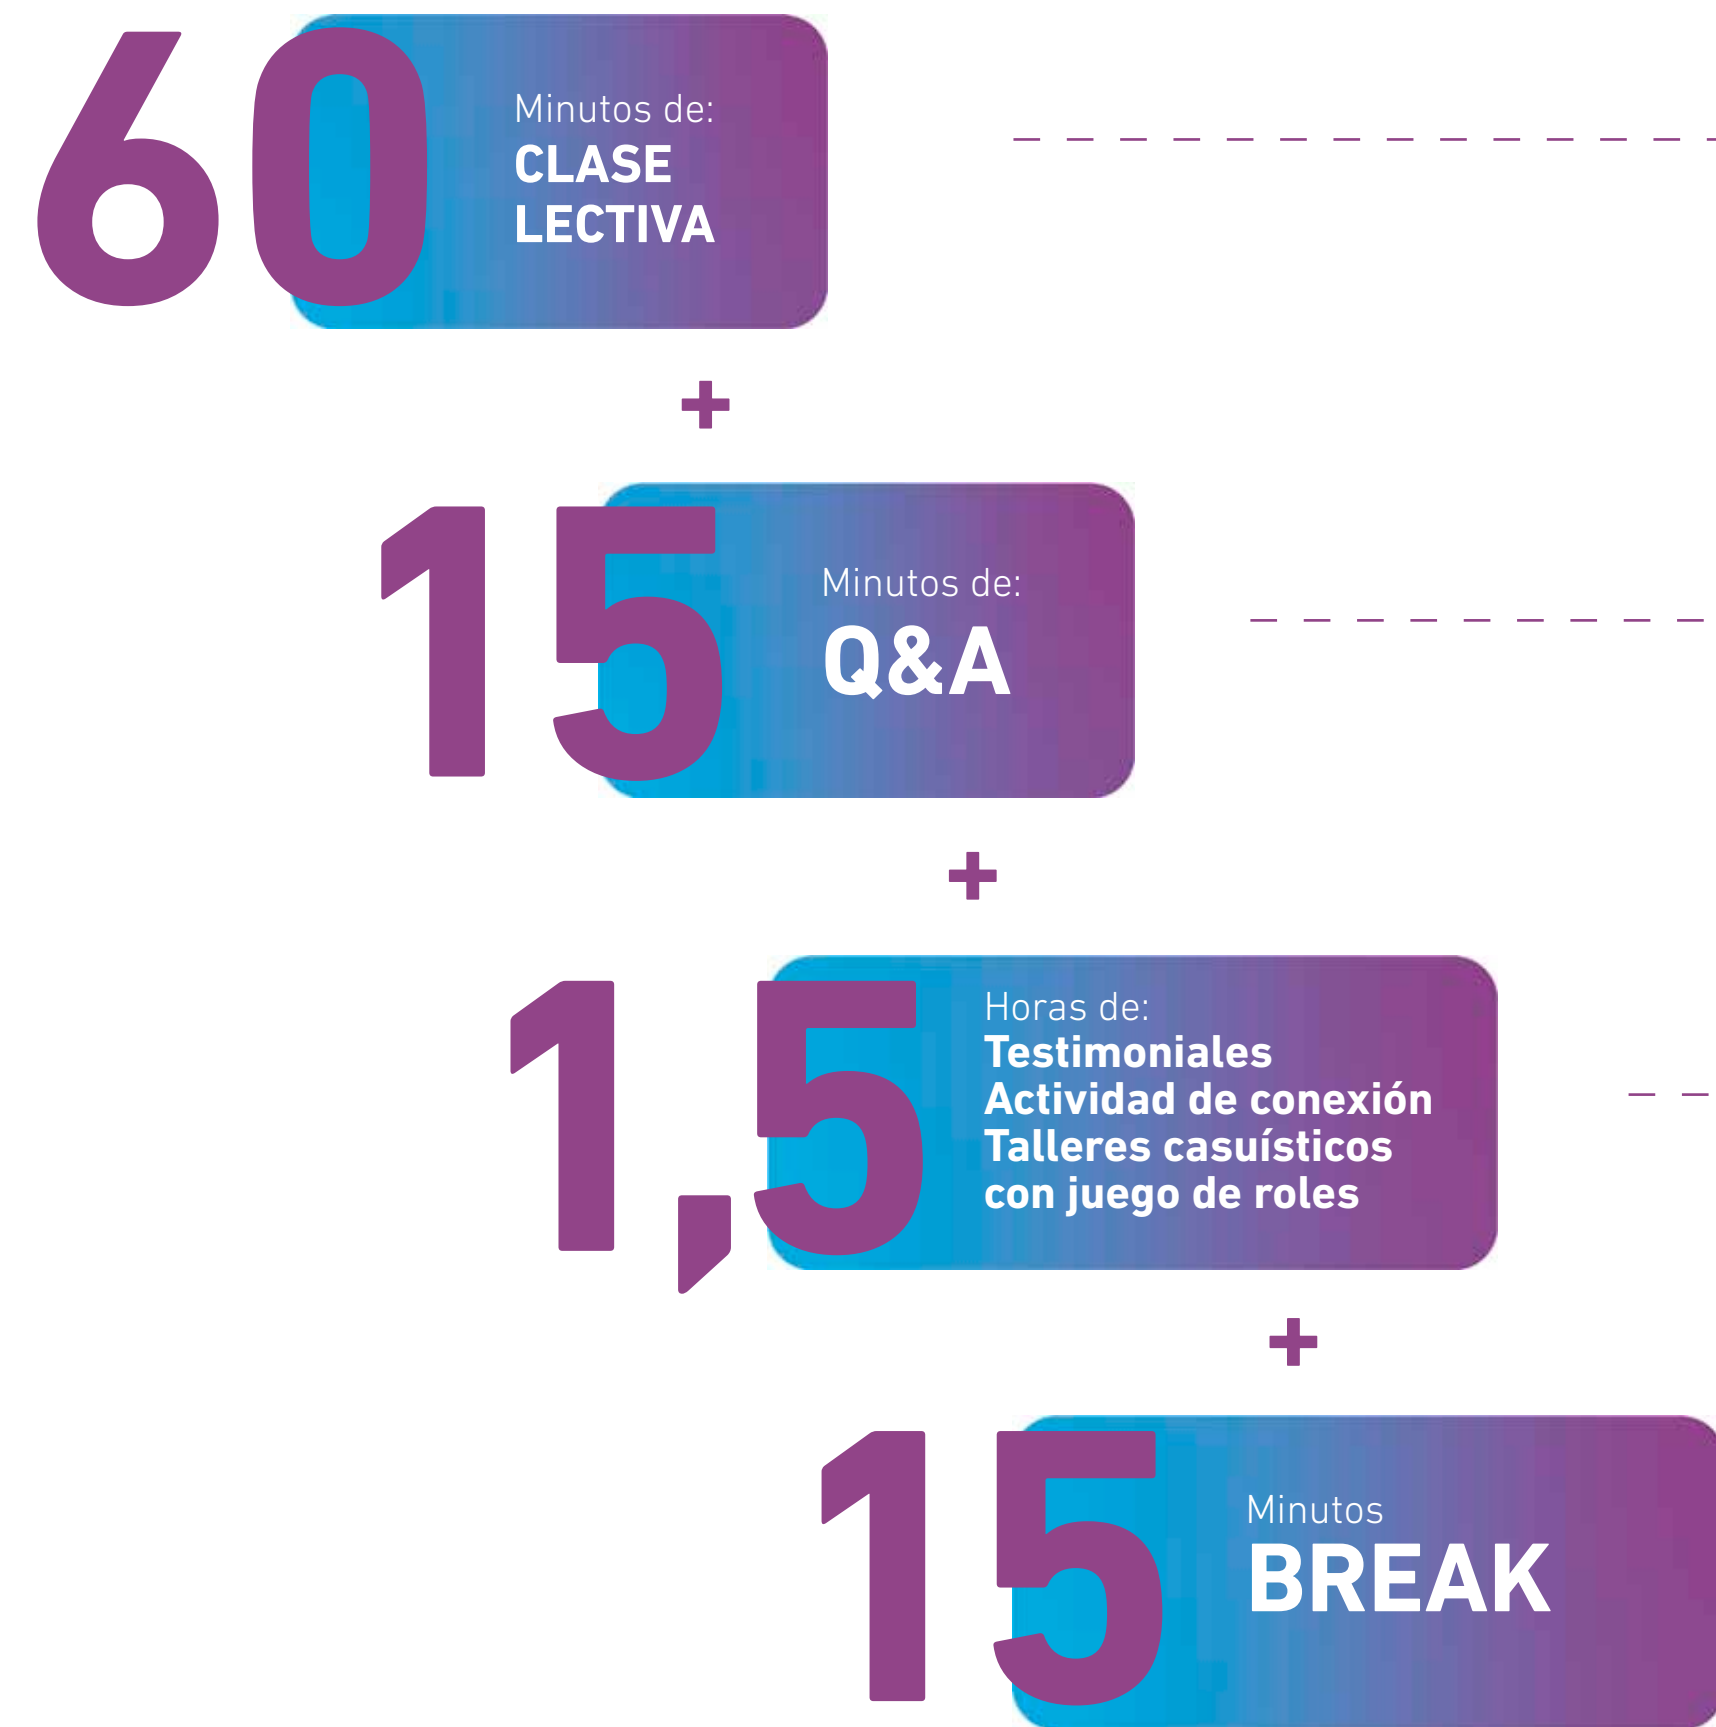 60
Minutos de:
CLASE
LECTIVA
+
15
Minutos de:
Q&A
+
1,5
Horas de:
Testimoniales
Actividad de conexión
Talleres casuísticos
con juego de roles
+
15
Minutos
BREAK